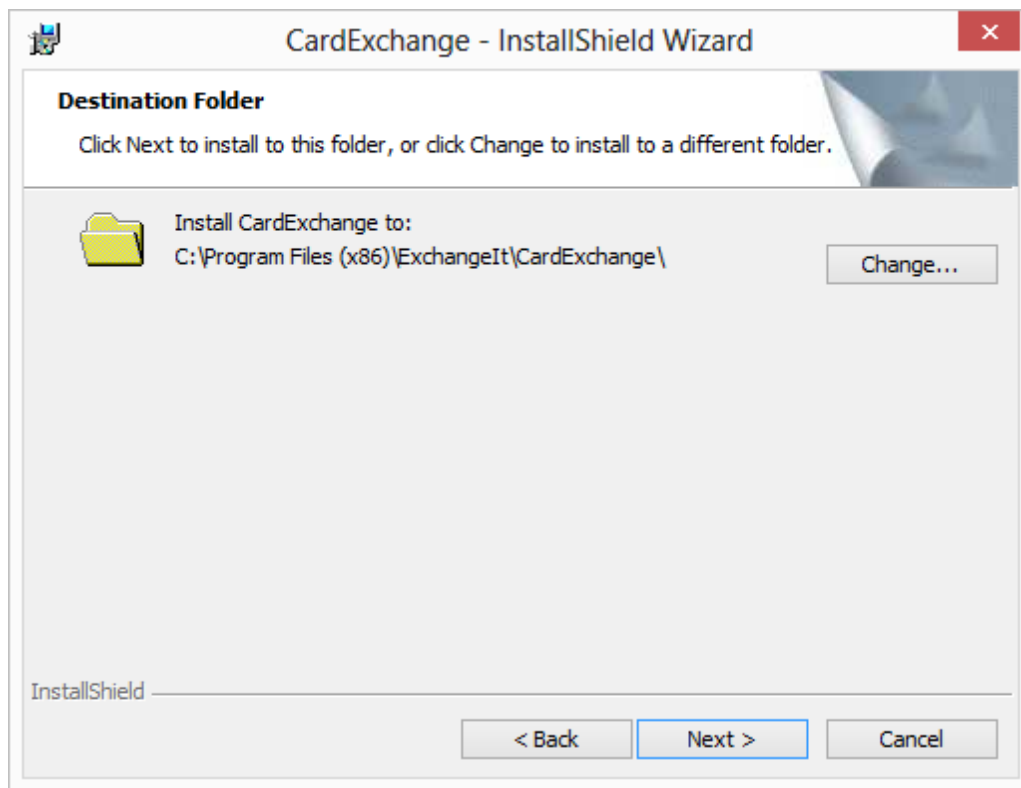 CardExchange - InstallShield Wizard
Destination Folder
Click Next to install to this folder, or click Change to install to a different folder.
Install CardExchange to:
C:\Program Files (x86)\ExchangeIt\CardExchange\
Change...
InstallShield
< Back
Next >
Cancel